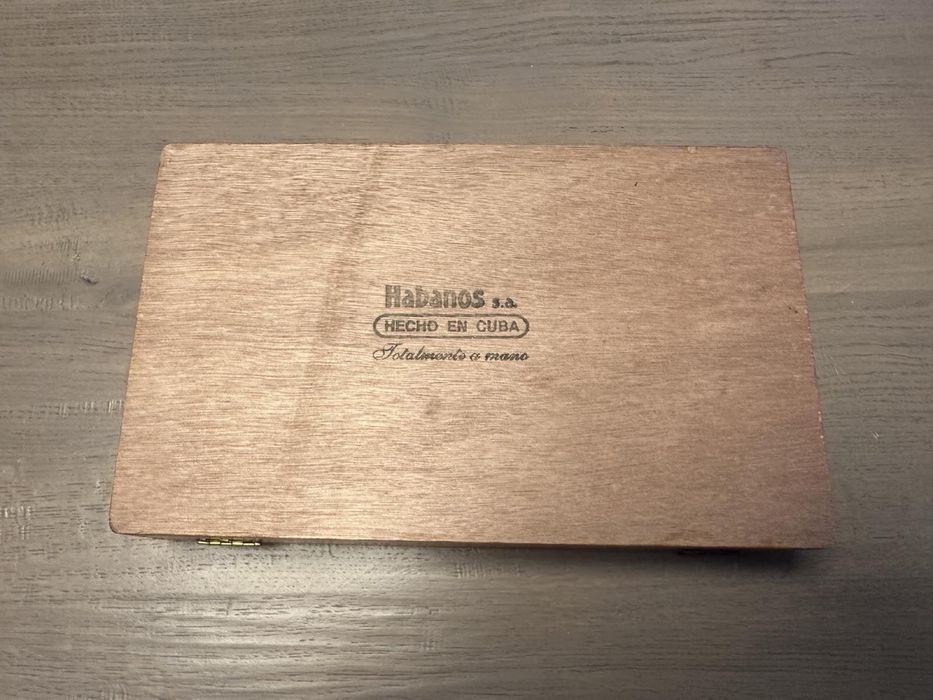 Habanos s.a.
HECHO EN CUBA
Totalmente a mano